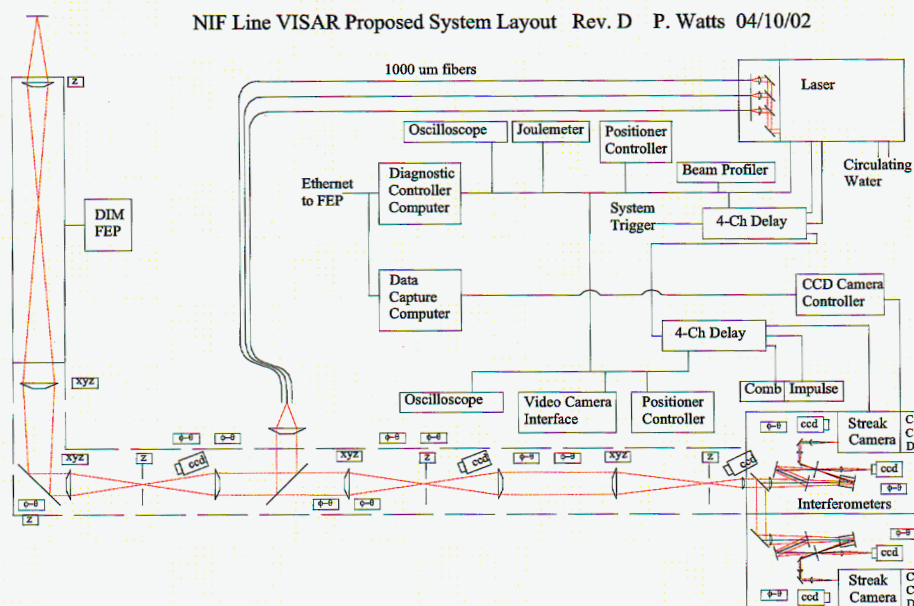 NIF Line VISAR Proposed System Layout Rev. D P. Watts 04/10/02
z
1000 um fibers
Laser
Oscilloscope
Joulemeter
Positioner
Controller
Circulating
Water
Beam Profiler
Ethernet
to FEP
Diagnostic
Controller
Computer
System
Trigger
4-Ch Delay
DIM
FEP
Data
Capture
Computer
CCD Camera
Controller
4-Ch Delay
xyz
Oscilloscope
Video Camera
Interface
Positioner
Controller
Comb
Impulse
Streak
Camera
C
C
D
ccd
ϕ-θ
ϕ-θ
ϕ-θ
ϕ-θ
ϕ-θ
ϕ-θ
ϕ-θ
xyz
z
ccd
xyz
z
ccd
xyz
z
ccd
ccd
ϕ-θ
ϕ-θ
ϕ-θ
ϕ-θ
z
Interferometers
ϕ-θ
ccd
ϕ-θ
ccd
Streak
Camera
C
C
D